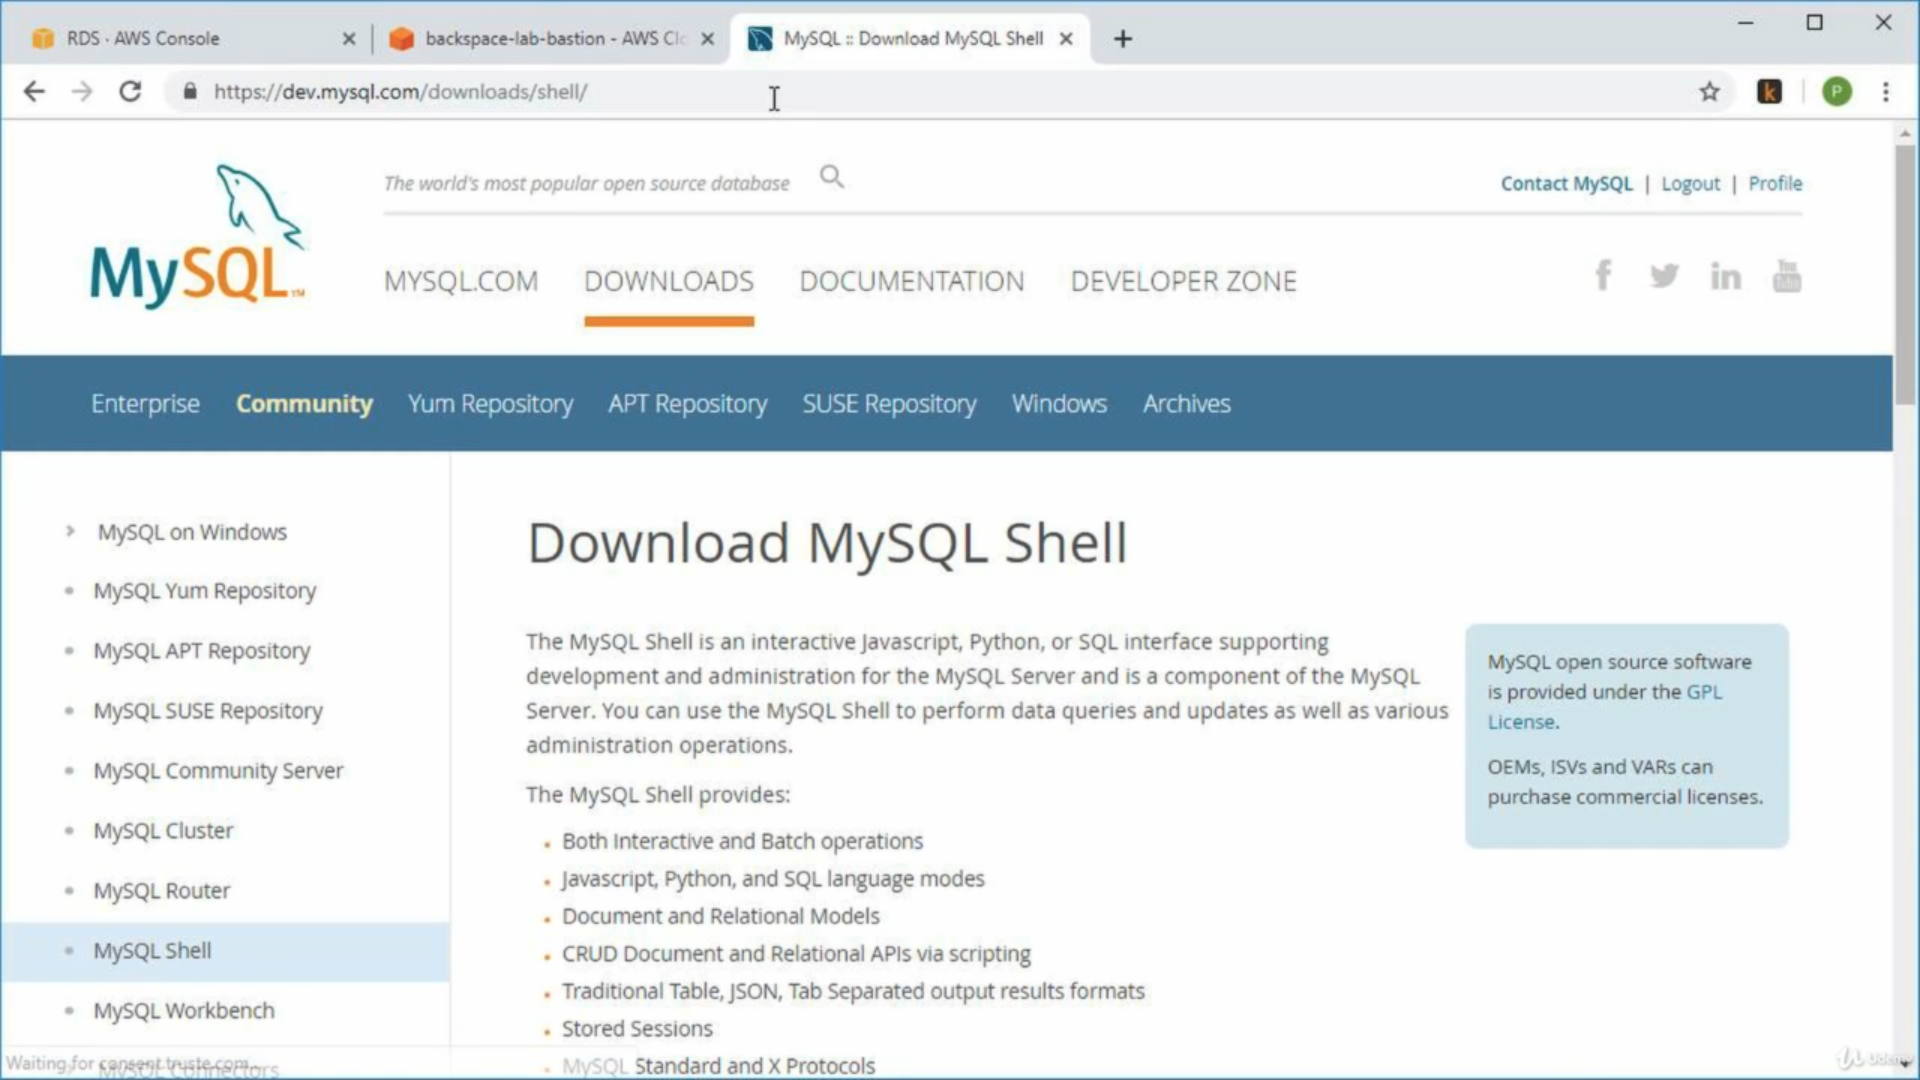 RDS · AWS Console
backspace-lab-bastion - AWS Clo
MySQL :: Download MySQL Shell
https://dev.mysql.com/downloads/shell/
k
P
The world's most popular open source database
Contact MySQL | Logout | Profile
MySQL™
MYSQL.COM
DOWNLOADS
DOCUMENTATION
DEVELOPER ZONE
f
in
You Tube
Enterprise
Community
Yum Repository
APT Repository
SUSE Repository
Windows
Archives
MySQL on Windows
MySQL Yum Repository
MySQL APT Repository
MySQL SUSE Repository
MySQL Community Server
MySQL Cluster
MySQL Router
MySQL Shell
MySQL Workbench
MySQL Connectors
Download MySQL Shell
The MySQL Shell is an interactive Javascript, Python, or SQL interface supporting
development and administration for the MySQL Server and is a component of the MySQL
Server. You can use the MySQL Shell to perform data queries and updates as well as various
administration operations.
The MySQL Shell provides:
Both Interactive and Batch operations
Javascript, Python, and SQL language modes
Document and Relational Models
CRUD Document and Relational APIs via scripting
Traditional Table, JSON, Tab Separated output results formats
Stored Sessions
MySQL Standard and X Protocols
MySQL open source software
is provided under the GPL
License.
OEMs, ISVs and VARs can
purchase commercial licenses.
Waiting for consent.truste.com...
Udemy